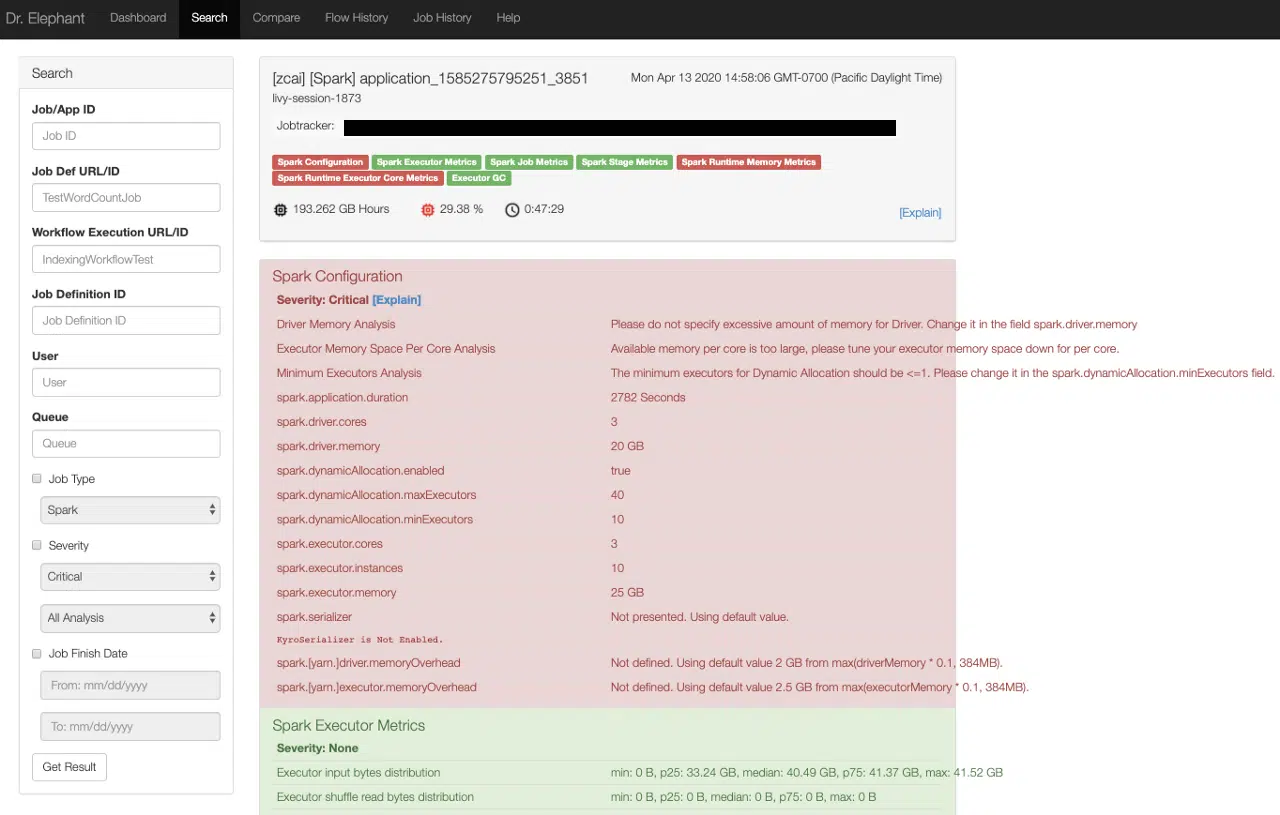 Dr. Elephant Dashboard Search Compare Flow History Job History Help
Search
Job/App ID
Job ID
Job Def URL/ID
TestWordCountJob
Workflow Execution URL/ID
IndexingWorkflowTest
Job Definition ID
Job Definition ID
User
User
Queue
Queue
Job Type
Spark
Severity
Critical
All Analysis
Job Finish Date
From: mm/dd/yyyy
To: mm/dd/yyyy
Get Result
[zcai] [Spark] application_1585275795251_3851 Mon Apr 13 2020 14:58:06 GMT-0700 (Pacific Daylight Time)
livy-session-1873
Jobtracker:
Spark Configuration Spark Executor Metrics Spark Job Metrics Spark Stage Metrics Spark Runtime Memory Metrics
Spark Runtime Executor Core Metrics Executor GC
193.262 GB Hours 29.38 % 0:47:29
[Explain]
Spark Configuration
Severity: Critical [Explain]
Driver Memory Analysis Please do not specify excessive amount of memory for Driver. Change it in the field spark.driver.memory
Executor Memory Space Per Core Analysis Available memory per core is too large, please tune your executor memory space down for per core.
Minimum Executors Analysis The minimum executors for Dynamic Allocation should be <=1. Please change it in the spark.dynamicAllocation.minExecutors field.
spark.application.duration 2782 Seconds
spark.driver.cores 3
spark.driver.memory 20 GB
spark.dynamicAllocation.enabled true
spark.dynamicAllocation.maxExecutors 40
spark.dynamicAllocation.minExecutors 10
spark.executor.cores 3
spark.executor.instances 10
spark.executor.memory 25 GB
spark.serializer Not presented. Using default value.
KyroSerializer is Not Enabled.
spark.[yarn.]driver.memoryOverhead Not defined. Using default value 2 GB from max(driverMemory * 0.1, 384MB).
spark.[yarn.]executor.memoryOverhead Not defined. Using default value 2.5 GB from max(executorMemory * 0.1, 384MB).
Spark Executor Metrics
Severity: None
Executor input bytes distribution min: 0 B, p25: 33.24 GB, median: 40.49 GB, p75: 41.37 GB, max: 41.52 GB
Executor shuffle read bytes distribution min: 0 B, p25: 0 B, median: 0 B, p75: 0 B, max: 0 B